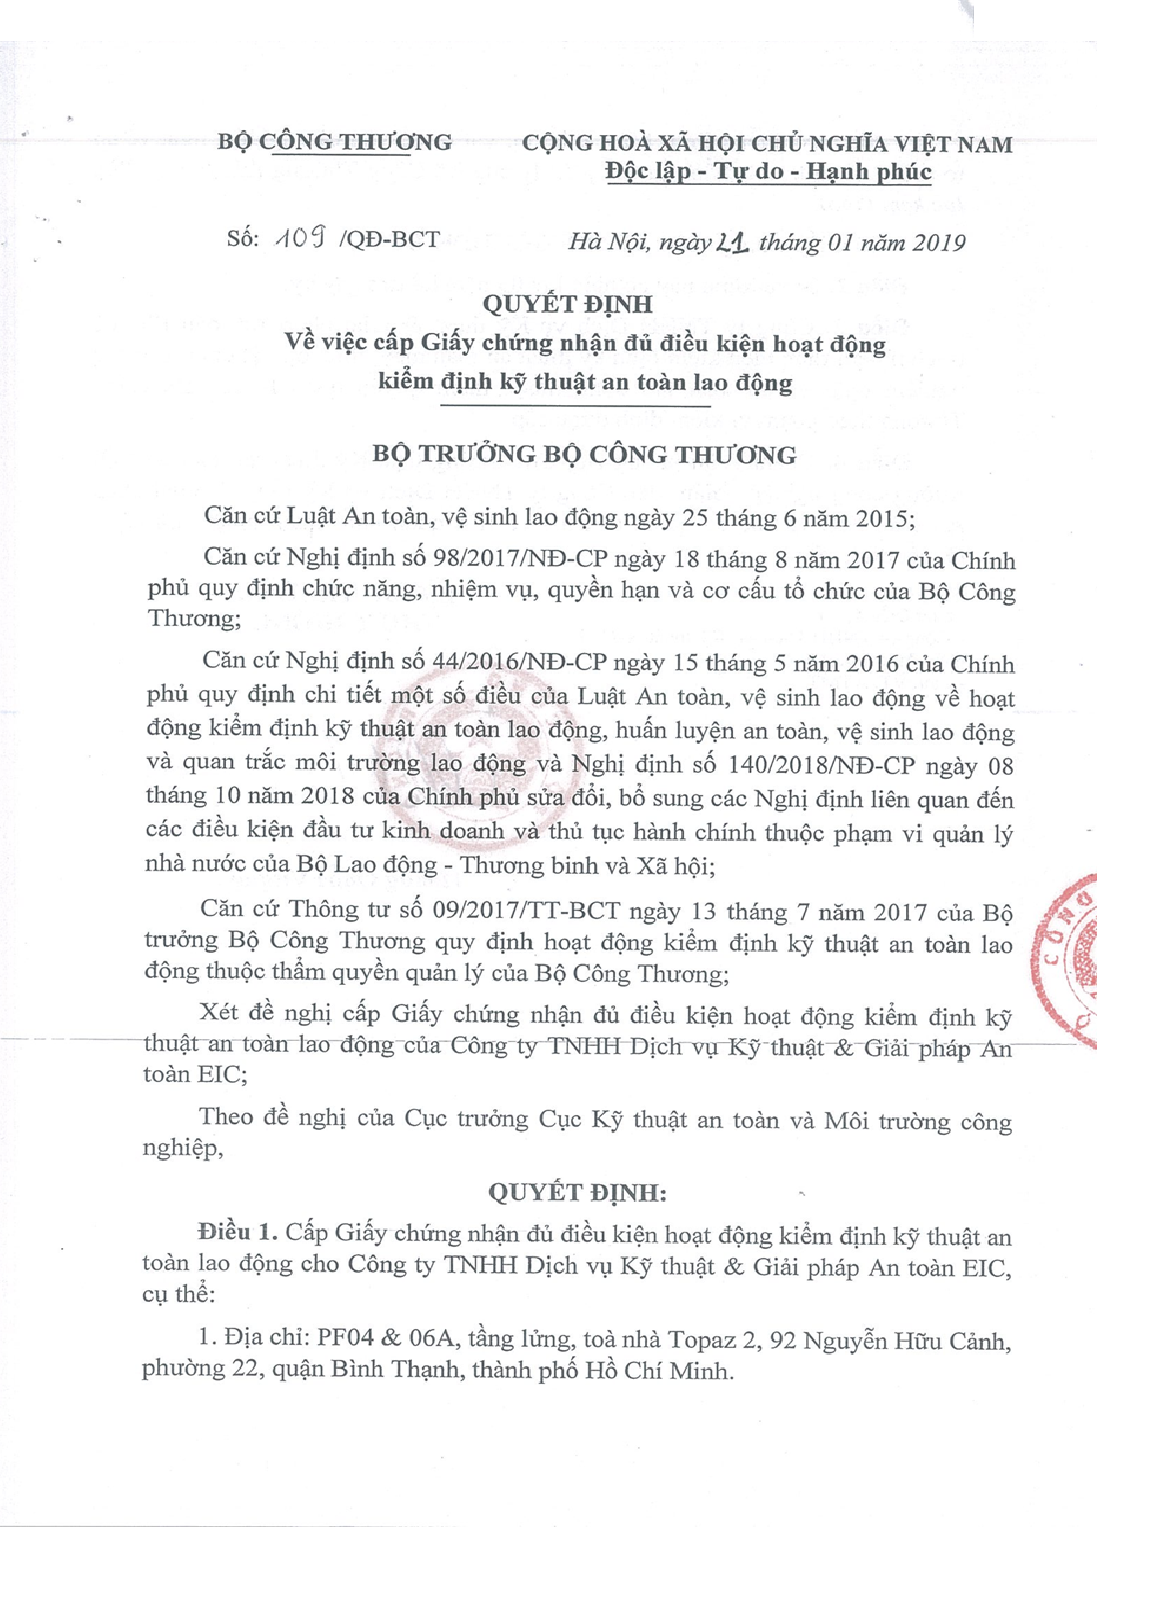 BỘ CÔNG THƯƠNG
CỘNG HOÀ XÃ HỘI CHỦ NGHĨA VIỆT NAM
Độc lập - Tự do - Hạnh phúc
Số: 109 /QĐ-BCT
Hà Nội, ngày 21 tháng 01 năm 2019
QUYẾT ĐỊNH
Về việc cấp Giấy chứng nhận đủ điều kiện hoạt động
kiểm định kỹ thuật an toàn lao động
BỘ TRƯỞNG BỘ CÔNG THƯƠNG
Căn cứ Luật An toàn, vệ sinh lao động ngày 25 tháng 6 năm 2015;
Căn cứ Nghị định số 98/2017/NĐ-CP ngày 18 tháng 8 năm 2017 của Chính
phủ quy định chức năng, nhiệm vụ, quyền hạn và cơ cấu tổ chức của Bộ Công
Thương;
Căn cứ Nghị định số 44/2016/NĐ-CP ngày 15 tháng 5 năm 2016 của Chính
phủ quy định chi tiết một số điều của Luật An toàn, vệ sinh lao động về hoạt
động kiểm định kỹ thuật an toàn lao động, huấn luyện an toàn, vệ sinh lao động
và quan trắc môi trường lao động và Nghị định số 140/2018/NĐ-CP ngày 08
tháng 10 năm 2018 của Chính phủ sửa đổi, bổ sung các Nghị định liên quan đến
các điều kiện đầu tư kinh doanh và thủ tục hành chính thuộc phạm vi quản lý
nhà nước của Bộ Lao động - Thương binh và Xã hội;
Căn cứ Thông tư số 09/2017/TT-BCT ngày 13 tháng 7 năm 2017 của Bộ
trưởng Bộ Công Thương quy định hoạt động kiểm định kỹ thuật an toàn lao
động thuộc thẩm quyền quản lý của Bộ Công Thương;
Xét đề nghị cấp Giấy chứng nhận đủ điều kiện hoạt động kiểm định kỹ
thuật an toàn lao động của Công ty TNHH Dịch vụ Kỹ thuật & Giải pháp An
toàn EIC;
Theo đề nghị của Cục trưởng Cục Kỹ thuật an toàn và Môi trường công
nghiệp,
QUYẾT ĐỊNH:
Điều 1. Cấp Giấy chứng nhận đủ điều kiện hoạt động kiểm định kỹ thuật an
toàn lao động cho Công ty TNHH Dịch vụ Kỹ thuật & Giải pháp An toàn EIC,
cụ thể:
1. Địa chỉ: PF04 & 06A, tầng lửng, toà nhà Topaz 2, 92 Nguyễn Hữu Cảnh,
phường 22, quận Bình Thạnh, thành phố Hồ Chí Minh.